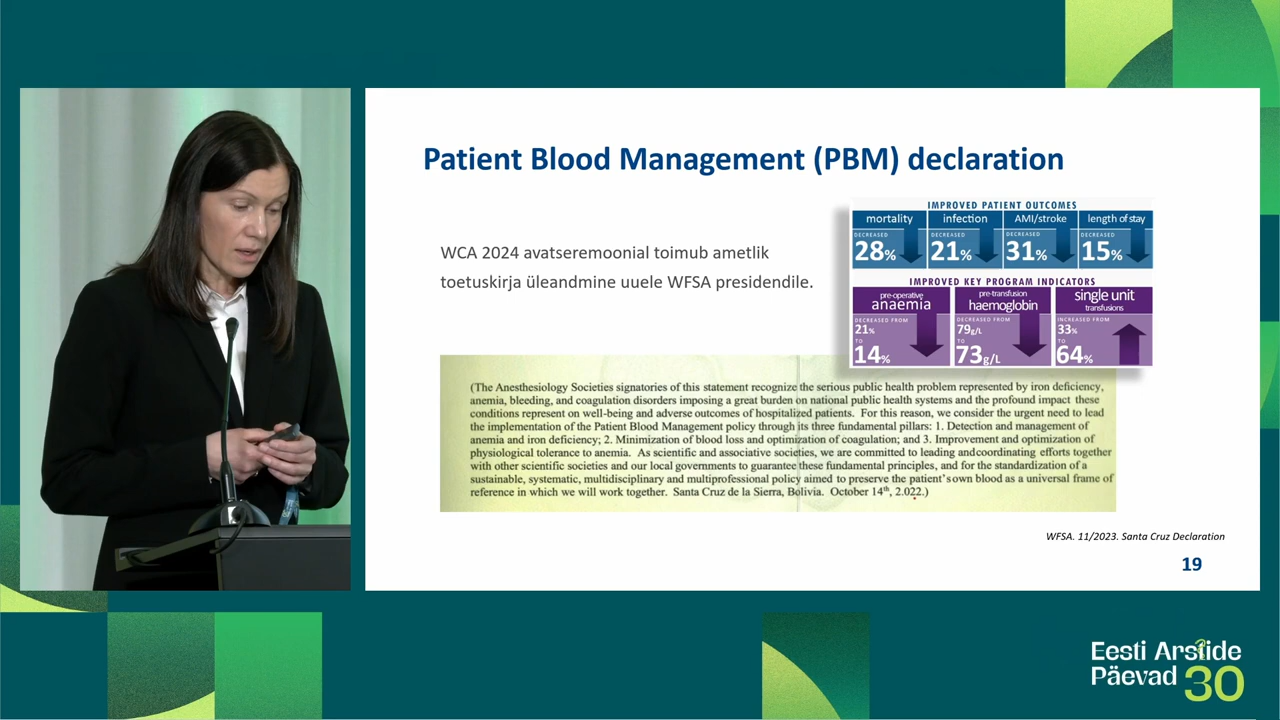 Patient Blood Management (PBM) declaration
IMPROVED PATIENT OUTCOMES
mortality
infection
AMI/stroke
length of stay
DECREASED
28%
DECREASED
21%
DECREASED
31%
DECREASED
15%
IMPROVED KEY PROGRAM INDICATORS
pre-operative
anaemia
DECREASED FROM
21%
TO
14%
pre-transfusion
haemoglobin
DECREASED FROM
79g/L
TO
73g/L
single unit
transfusions
INCREASED FROM
33%
TO
64%
WCA 2024 avatseremoonial toimub ametlik
toetuskirja üleandmine uuele WFSA presidendile.
(The Anesthesiology Societies signatories of this statement recognize the serious public health problem represented by iron deficiency,
anemia, bleeding, and coagulation disorders imposing a great burden on national public health systems and the profound impact these
conditions represent on well-being and adverse outcomes of hospitalized patients. For this reason, we consider the urgent need to lead
the implementation of the Patient Blood Management policy through its three fundamental pillars: 1. Detection and management of
anemia and iron deficiency; 2. Minimization of blood loss and optimization of coagulation; and 3. Improvement and optimization of
physiological tolerance to anemia. As scientific and associative societies, we are committed to leading andcoordinating efforts together
with other scientific societies and our local governments to guarantee these fundamental principles, and for the standardization of a
sustainable, systematic, multidisciplinary and multiprofessional policy aimed to preserve the patient'sown blood as a universal frame of
reference in which we will work together. Santa Cruz de la Sierra, Bolivia. October 14th, 2.022.)
WFSA. 11/2023. Santa Cruz Declaration
19
Eesti Arstide
Päevad 30